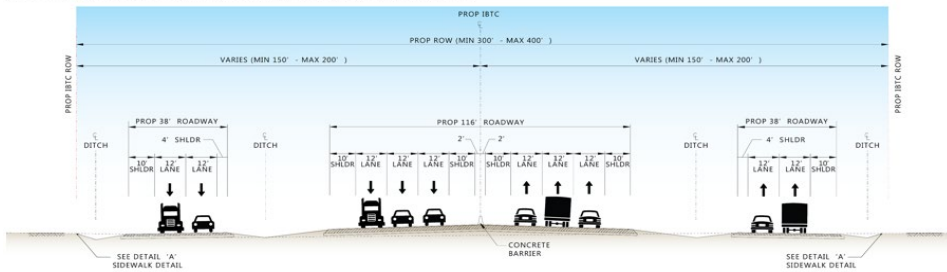 PROP IBTC
℄
PROP ROW (MIN 300' - MAX 400' )
VARIES (MIN 150' - MAX 200' )
VARIES (MIN 150' - MAX 200' )
PROP IBTC ROW
PROP IBTC ROW
PROP 38' ROADWAY
PROP 116' ROADWAY
PROP 38' ROADWAY
℄
DITCH
4' SHLDR
℄
DITCH
2'
2'
℄
DITCH
4' SHLDR
℄
DITCH
10'
SHLDR
12'
LANE
12'
LANE
10'
SHLDR
12'
LANE
12'
LANE
12'
LANE
10'
SHLDR
10'
SHLDR
12'
LANE
12'
LANE
12'
LANE
10'
SHLDR
12'
LANE
12'
LANE
10'
SHLDR
SEE DETAIL 'A'
SIDEWALK DETAIL
CONCRETE
BARRIER
SEE DETAIL 'A'
SIDEWALK DETAIL